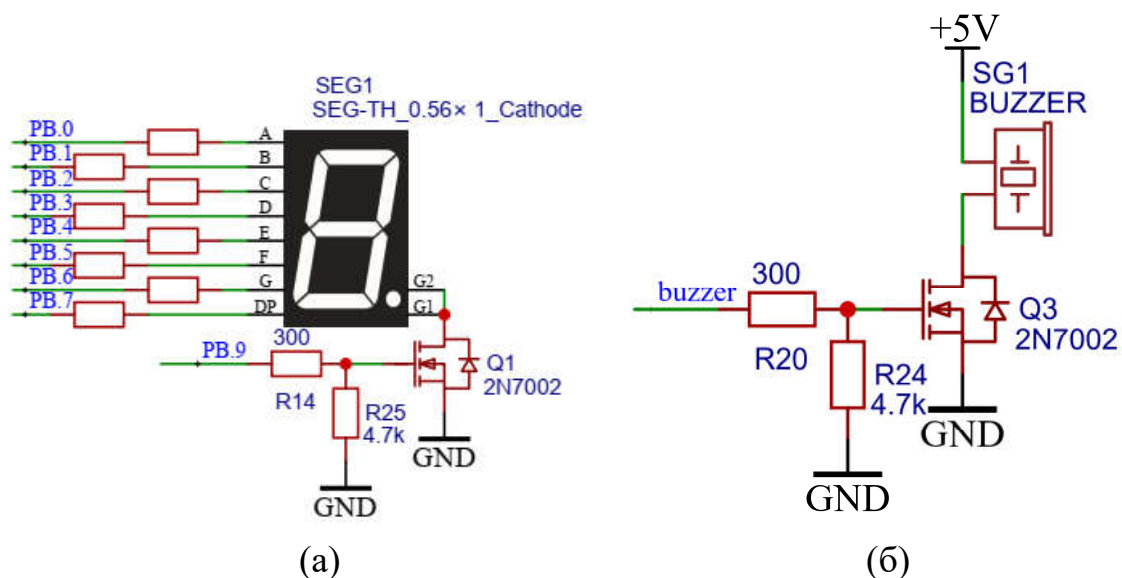 SEG1
SEG-TH_0.56× 1_Cathode
PB.0
PB.1
PB.2
PB.3
PB.4
PB.5
PB.6
PB.7
A
B
C
D
E
F
G
DP
G2
G1
300
PB.9
R14
R25
4.7k
Q1
2N7002
GND
GND
(а)
+5V
SG1
BUZZER
buzzer
300
R20
R24
4.7k
Q3
2N7002
GND
GND
(б)